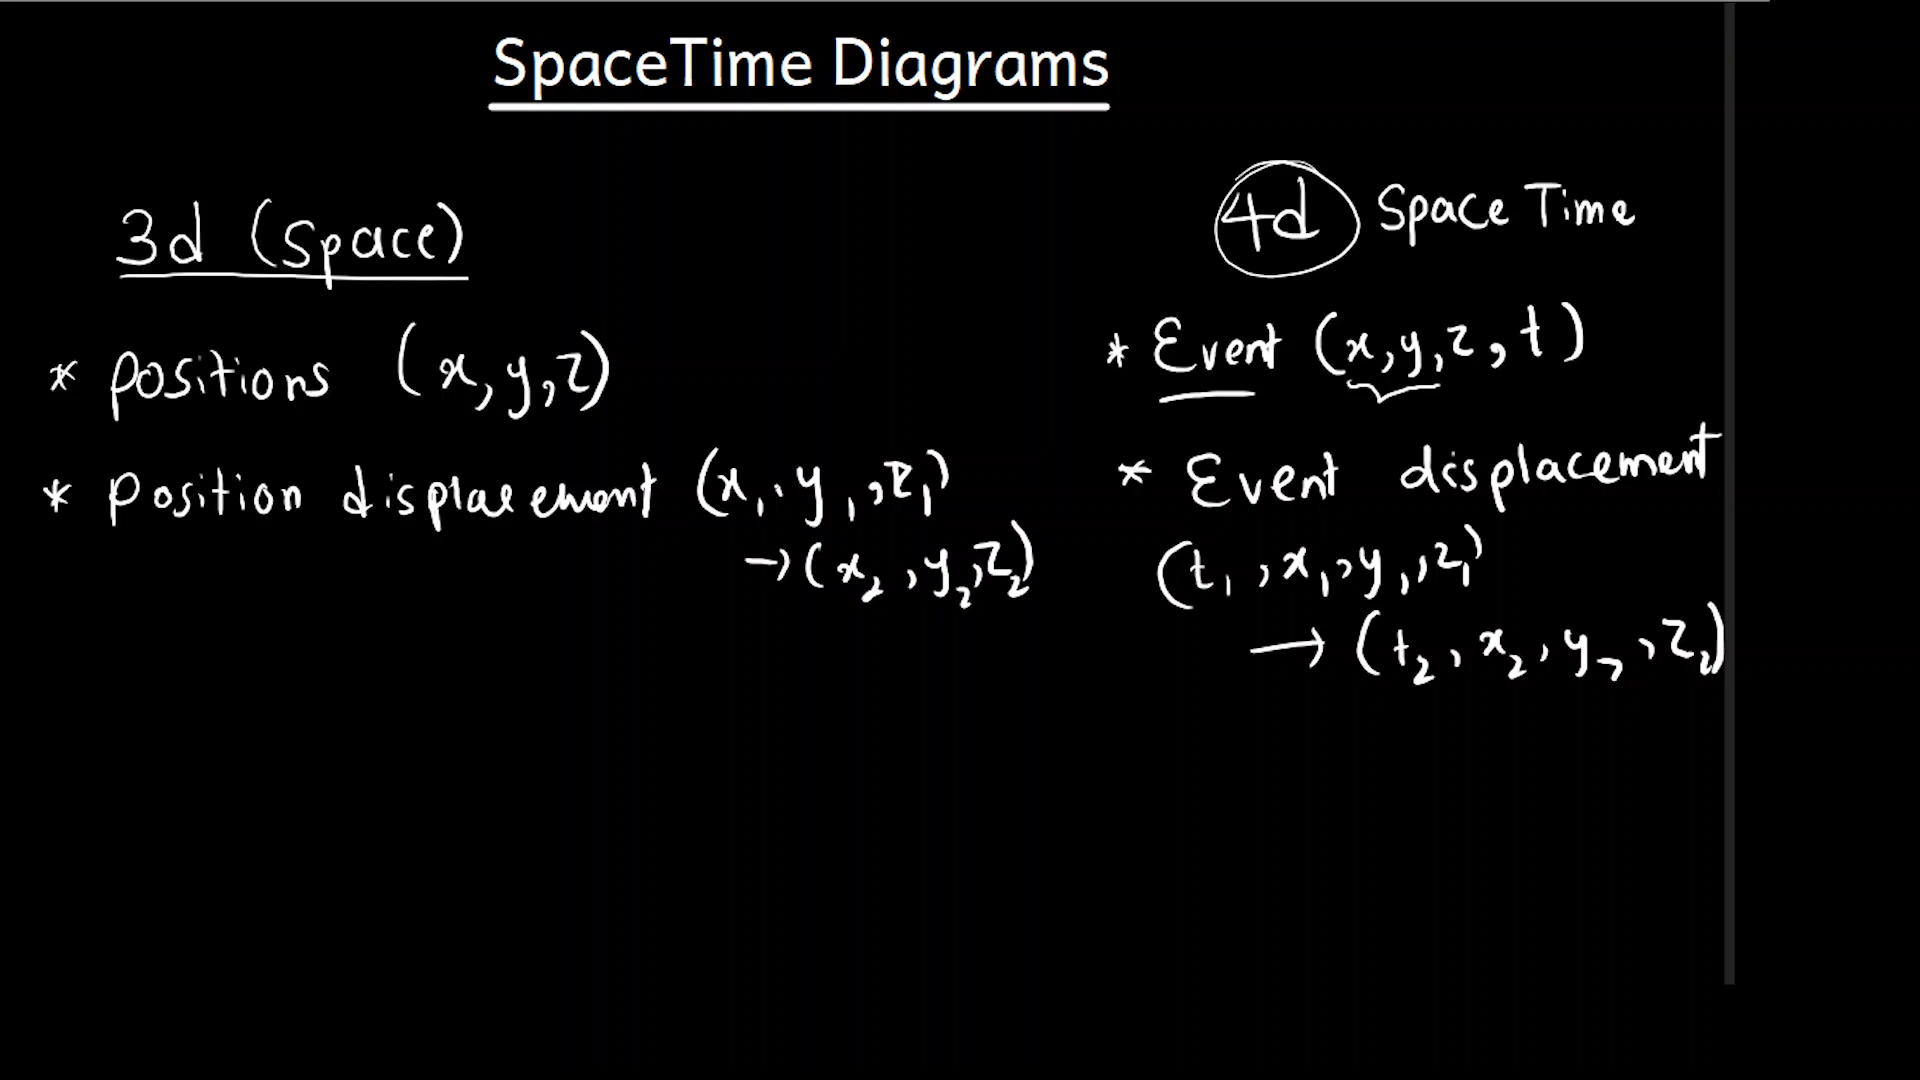 SpaceTime Diagrams
3d (Space)
* positions (x, y, z)
* position displacement (x₁, y₁, z₁)
→ (x₂, y₂, z₂)
4d Space Time
* Event (x, y, z, t)
* Event displacement
(t₁, x₁, y₁, z₁)
→ (t₂, x₂, y₂, z₂)